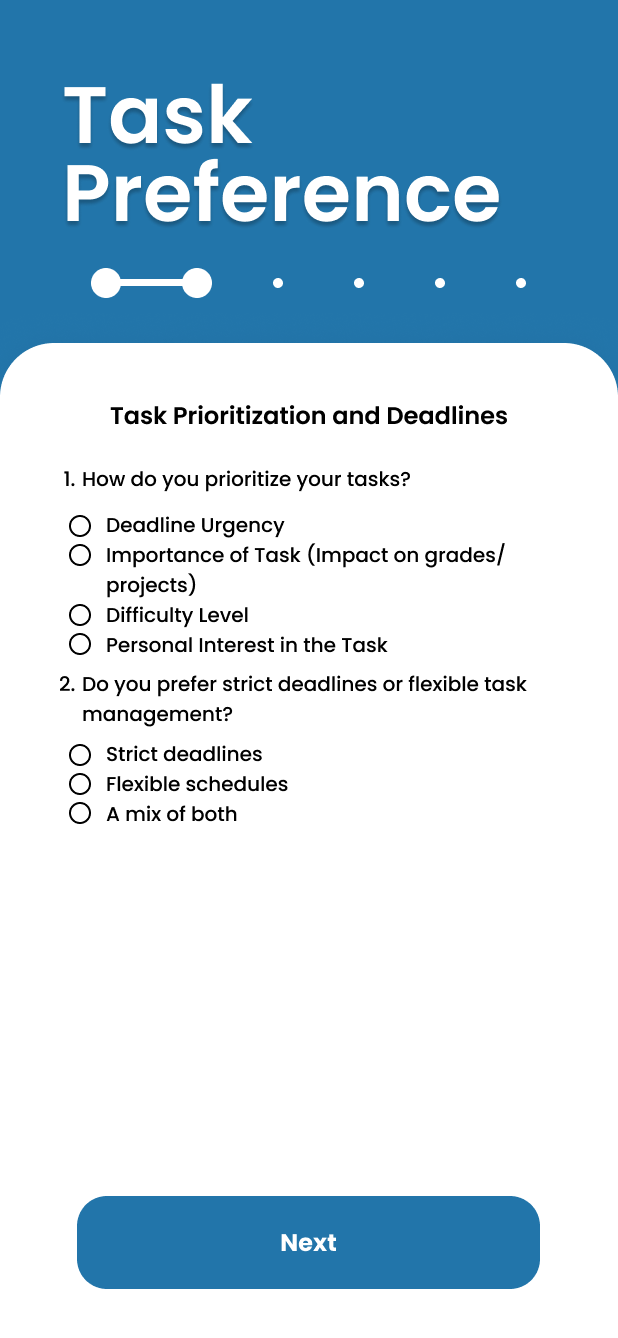 Task
Preference
Task Prioritization and Deadlines
1. How do you prioritize your tasks?
Deadline Urgency
Importance of Task (Impact on grades/
projects)
Difficulty Level
Personal Interest in the Task
2. Do you prefer strict deadlines or flexible task
management?
Strict deadlines
Flexible schedules
A mix of both
Next